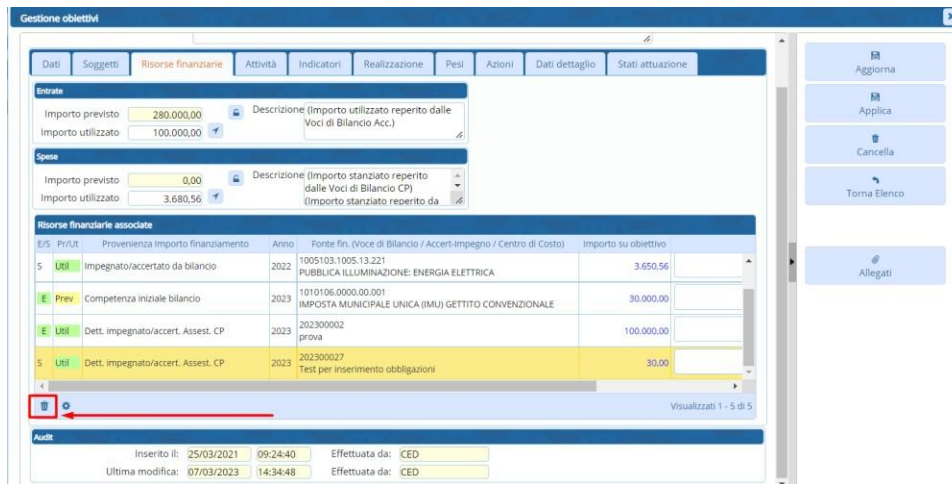 Gestione obiettivi
Dati Soggetti Risorse finanziarie Attività Indicatori Realizzazione Pesi Azioni Dati dettaglio Stati attuazione
Entrate
Importo previsto 280.000,00 Descrizione (Importo utilizzato reperito dalle
Voci di Bilancio Acc.)
Importo utilizzato 100.000,00
Spese
Importo previsto 0,00 Descrizione (Importo stanziato reperito
dalle Voci di Bilancio CP)
Importo utilizzato 3.680,56 (Importo stanziato reperito da
Risorse finanziarie associate
E/S Pr/Ut Provenienza Importo finanziamento Anno Fonte fin. (Voce di Bilancio / Accert-Impegno / Centro di Costo) Importo su obiettivo
S Util Impegnato/accertato da bilancio 2022 1005103.1005.13.221 3.650,56
PUBBLICA ILLUMINAZIONE: ENERGIA ELETTRICA
E Prev Competenza iniziale bilancio 2023 1010106.0000.00.001 30.000,00
IMPOSTA MUNICIPALE UNICA (IMU) GETTITO CONVENZIONALE
E Util Dett. impegnato/accert. Assest. CP 2023 202300002 100.000,00
prova
S Util Dett. impegnato/accert. Assest. CP 2023 202300027 30,00
Test per inserimento obbligazioni
Visualizzati 1 - 5 di 5
Audit
Inserito il: 25/03/2021 09:24:40 Effettuata da: CED
Ultima modifica: 07/03/2023 14:34:48 Effettuata da: CED
Aggiorna
Applica
Cancella
Torna Elenco
Allegati